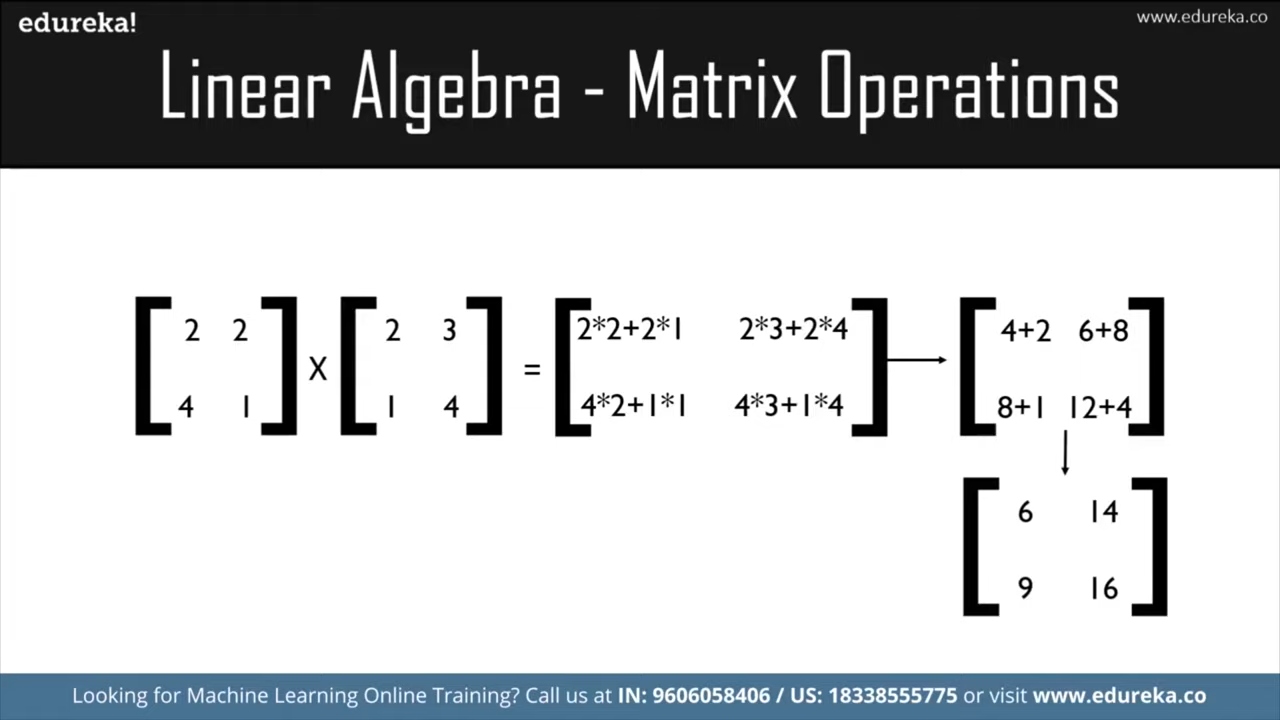 edureka!
www.edureka.co
Linear Algebra - Matrix Operations
2 2
4 1
X
2 3
1 4
=
2*2+2*1 2*3+2*4
4*2+1*1 4*3+1*4
4+2 6+8
8+1 12+4
6 14
9 16
Looking for Machine Learning Online Training? Call us at IN: 9606058406 / US: 18338555775 or visit www.edureka.co